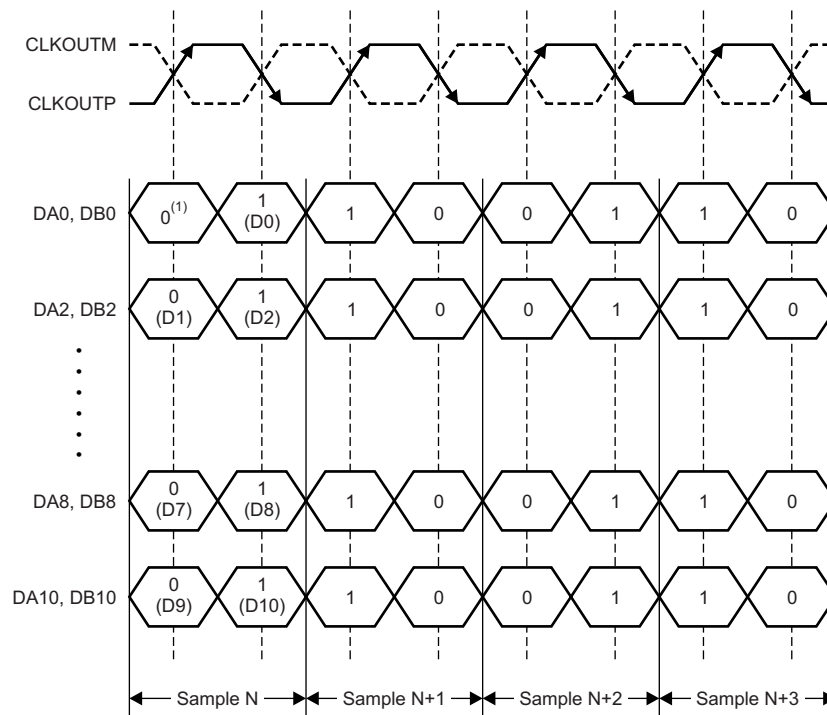 CLKOUTM
CLKOUTP
DA0, DB0
0(1)
1
(D0)
1
0
0
1
1
0
DA2, DB2
0
(D1)
1
(D2)
1
0
0
1
1
0
DA8, DB8
0
(D7)
1
(D8)
1
0
0
1
1
0
DA10, DB10
0
(D9)
1
(D10)
1
0
0
1
1
0
Sample N
Sample N+1
Sample N+2
Sample N+3